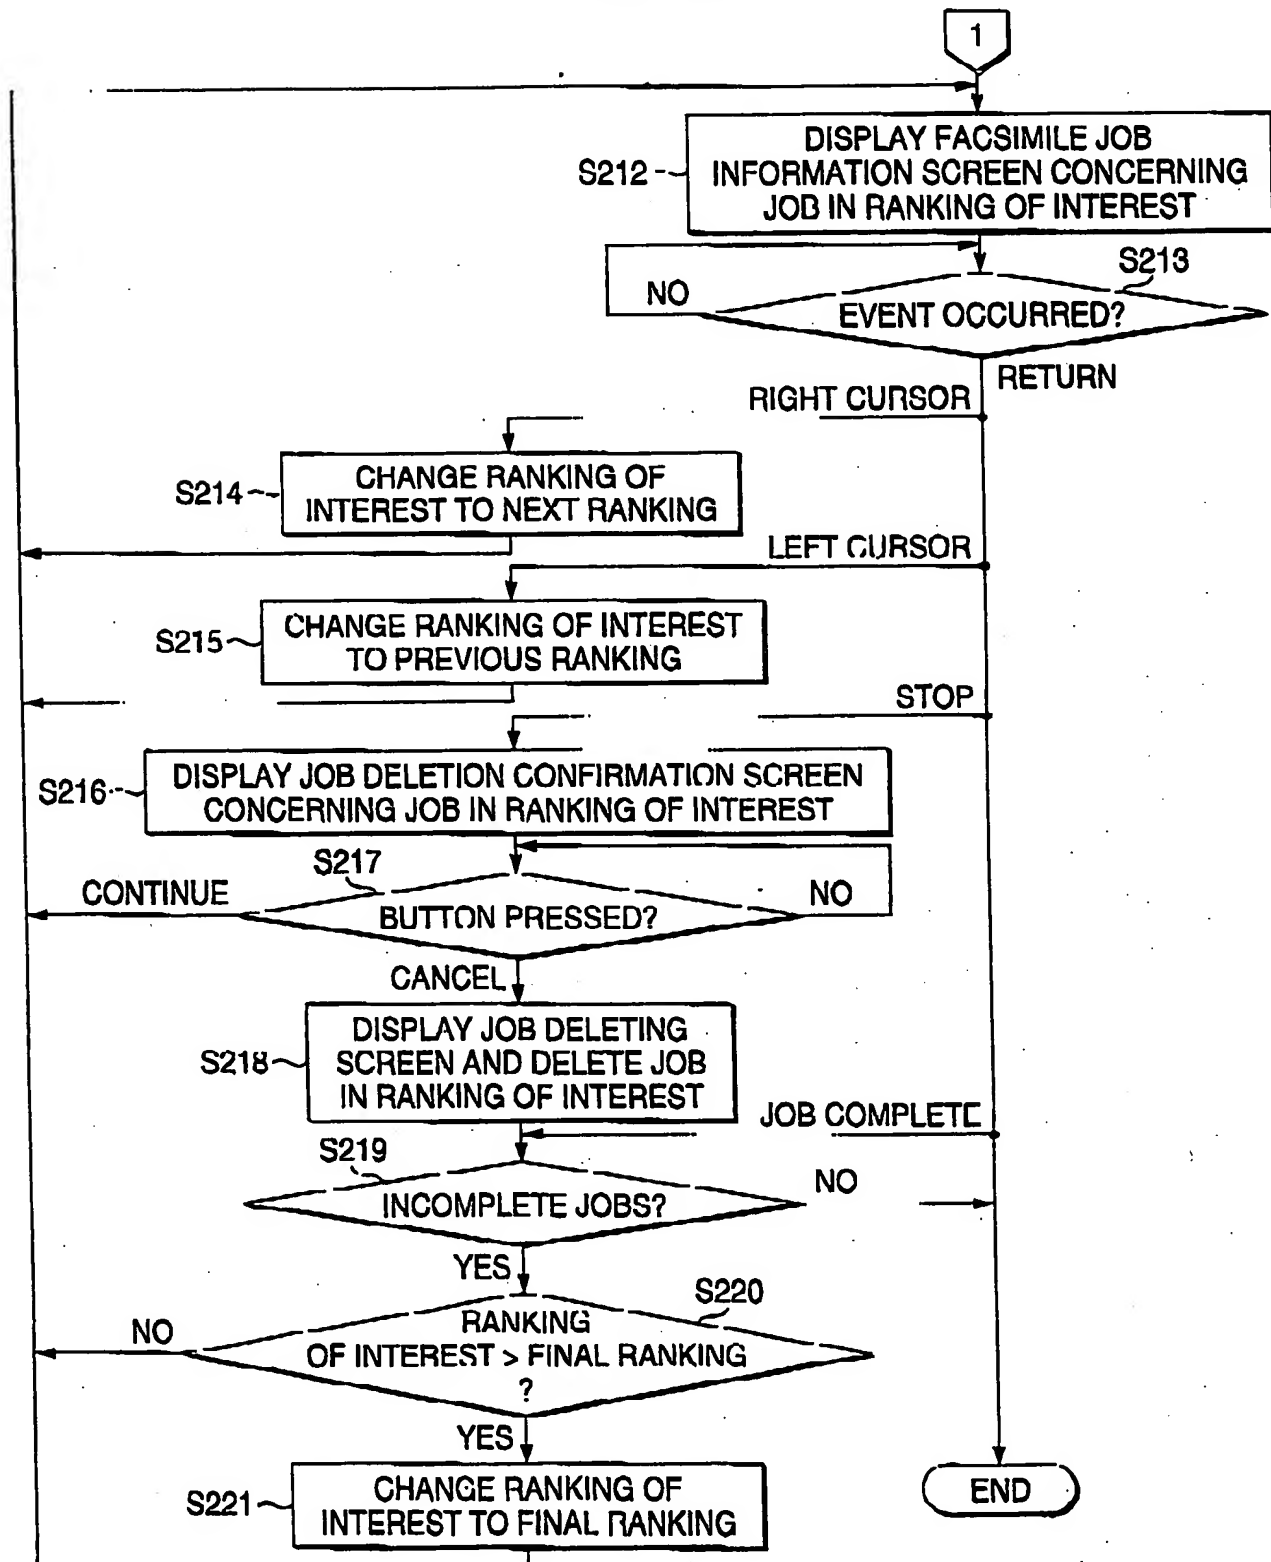 1
DISPLAY FACSIMILE JOB
INFORMATION SCREEN CONCERNING
JOB IN RANKING OF INTEREST
S212
S213
NO
EVENT OCCURRED?
RETURN
RIGHT CURSOR
CHANGE RANKING OF
INTEREST TO NEXT RANKING
S214
LEFT CURSOR
CHANGE RANKING OF INTEREST
TO PREVIOUS RANKING
S215
STOP
DISPLAY JOB DELETION CONFIRMATION SCREEN
CONCERNING JOB IN RANKING OF INTEREST
S216
S217
CONTINUE
BUTTON PRESSED?
NO
CANCEL
DISPLAY JOB DELETING
SCREEN AND DELETE JOB
IN RANKING OF INTEREST
S218
JOB COMPLETE
S219
INCOMPLETE JOBS?
NO
YES
S220
NO
RANKING
OF INTEREST > FINAL RANKING
?
YES
CHANGE RANKING OF
INTEREST TO FINAL RANKING
S221
END